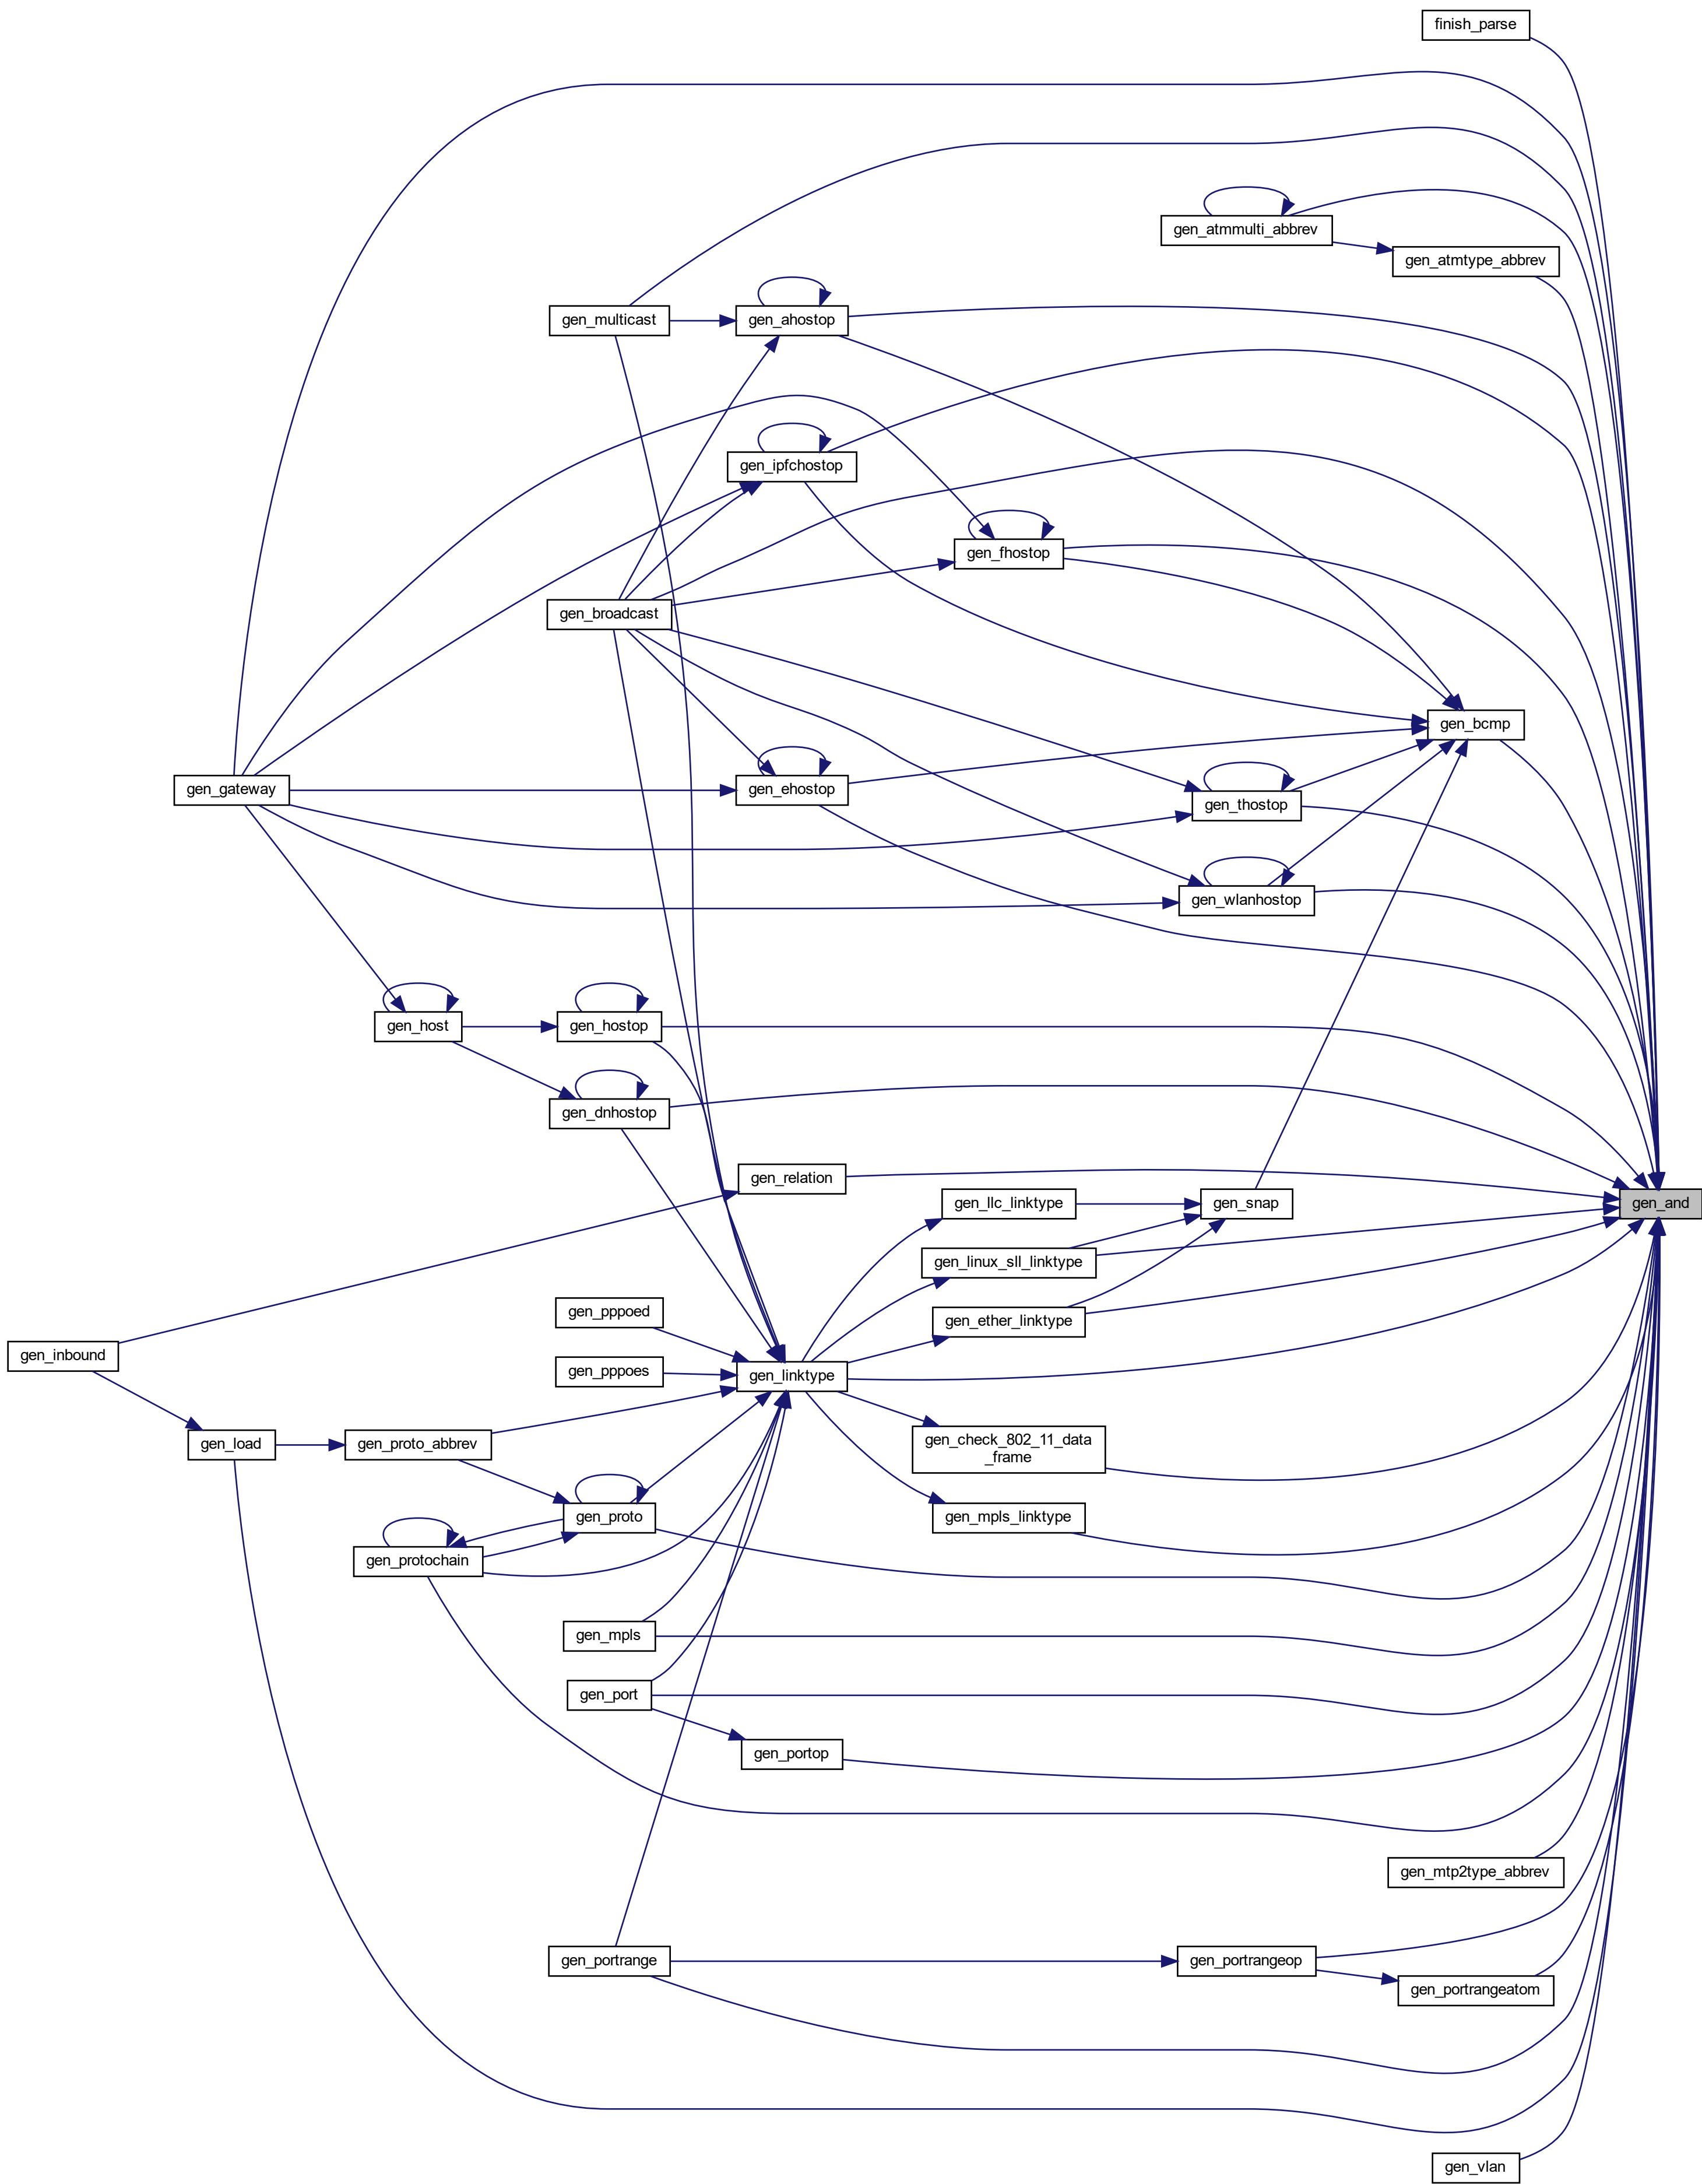 finish_parse
gen_atmmulti_abbrev
gen_atmtype_abbrev
gen_multicast
gen_ahostop
gen_ipfchostop
gen_fhostop
gen_broadcast
gen_bcmp
gen_gateway
gen_ehostop
gen_thostop
gen_wlanhostop
gen_host
gen_hostop
gen_dnhostop
gen_relation
gen_llc_linktype
gen_snap
gen_and
gen_linux_sll_linktype
gen_pppoed
gen_ether_linktype
gen_inbound
gen_pppoes
gen_linktype
gen_load
gen_proto_abbrev
gen_check_802_11_data
_frame
gen_proto
gen_mpls_linktype
gen_protochain
gen_mpls
gen_port
gen_portop
gen_mtp2type_abbrev
gen_portrange
gen_portrangeop
gen_portrangeatom
gen_vlan